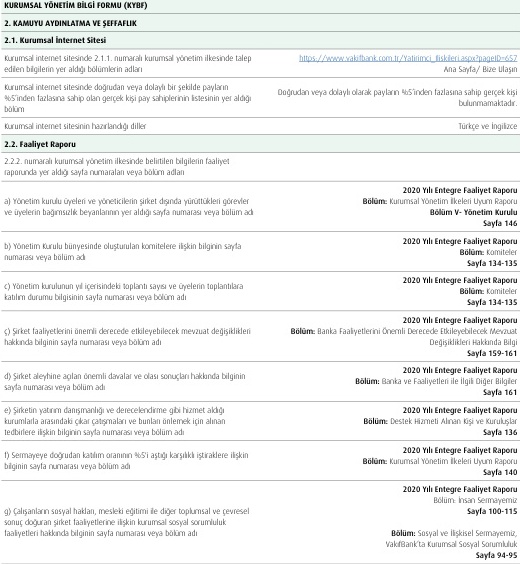 KURUMSAL YÖNETİM BİLGİ FORMU (KYBF)
2. KAMUYU AYDINLATMA VE ŞEFFAFLIK
2.1. Kurumsal İnternet Sitesi
Kurumsal internet sitesinde 2.1.1. numaralı kurumsal yönetim ilkesinde talep
edilen bilgilerin yer aldığı bölümlerin adları
https://www.vakifbank.com.tr/Yatirimci_Iliskileri.aspx?pageID=657
Ana Sayfa/ Bize Ulaşın
Kurumsal internet sitesinde doğrudan veya dolaylı bir şekilde payların
%5'inden fazlasına sahip olan gerçek kişi pay sahiplerinin listesinin yer aldığı
bölüm
Doğrudan veya dolaylı olarak payların %5'inden fazlasına sahip gerçek kişi
bulunmamaktadır.
Kurumsal internet sitesinin hazırlandığı diller
Türkçe ve İngilizce
2.2. Faaliyet Raporu
2.2.2. numaralı kurumsal yönetim ilkesinde belirtilen bilgilerin faaliyet
raporunda yer aldığı sayfa numaraları veya bölüm adları
a) Yönetim kurulu üyeleri ve yöneticilerin şirket dışında yürüttükleri görevler
ve üyelerin bağımsızlık beyanlarının yer aldığı sayfa numarası veya bölüm adı
2020 Yılı Entegre Faaliyet Raporu
Bölüm: Kurumsal Yönetim İlkeleri Uyum Raporu
Bölüm V- Yönetim Kurulu
Sayfa 146
b) Yönetim Kurulu bünyesinde oluşturulan komitelere ilişkin bilginin sayfa
numarası veya bölüm adı
2020 Yılı Entegre Faaliyet Raporu
Bölüm: Komiteler
Sayfa 134-135
c) Yönetim kurulunun yıl içerisindeki toplantı sayısı ve üyelerin toplantılara
katılım durumu bilgisinin sayfa numarası veya bölüm adı
2020 Yılı Entegre Faaliyet Raporu
Bölüm: Komiteler
Sayfa 134-135
ç) Şirket faaliyetlerini önemli derecede etkileyebilecek mevzuat değişiklikleri
hakkında bilginin sayfa numarası veya bölüm adı
2020 Yılı Entegre Faaliyet Raporu
Bölüm: Banka Faaliyetlerini Önemli Derecede Etkileyebilecek Mevzuat
Değişiklikleri Hakkında Bilgi
Sayfa 159-161
d) Şirket aleyhine açılan önemli davalar ve olası sonuçları hakkında bilginin
sayfa numarası veya bölüm adı
2020 Yılı Entegre Faaliyet Raporu
Bölüm: Banka ve Faaliyetleri ile İlgili Diğer Bilgiler
Sayfa 161
e) Şirketin yatırım danışmanlığı ve derecelendirme gibi hizmet aldığı
kurumlarla arasındaki çıkar çatışmaları ve bunları önlemek için alınan
tedbirlere ilişkin bilginin sayfa numarası veya bölüm adı
2020 Yılı Entegre Faaliyet Raporu
Bölüm: Destek Hizmeti Alınan Kişi ve Kuruluşlar
Sayfa 136
f) Sermayeye doğrudan katılım oranının %5'i aştığı karşılıklı iştiraklere ilişkin
bilginin sayfa numarası veya bölüm adı
2020 Yılı Entegre Faaliyet Raporu
Bölüm: Kurumsal Yönetim İlkeleri Uyum Raporu
Sayfa 140
g) Çalışanların sosyal hakları, mesleki eğitimi ile diğer toplumsal ve çevresel
sonuç doğuran şirket faaliyetlerine ilişkin kurumsal sosyal sorumluluk
faaliyetleri hakkında bilginin sayfa numarası veya bölüm adı
2020 Yılı Entegre Faaliyet Raporu
Bölüm: İnsan Sermayemiz
Sayfa 100-115
Bölüm: Sosyal ve İlişkisel Sermayemiz,
VakıfBank'ta Kurumsal Sosyal Sorumluluk
Sayfa 94-95